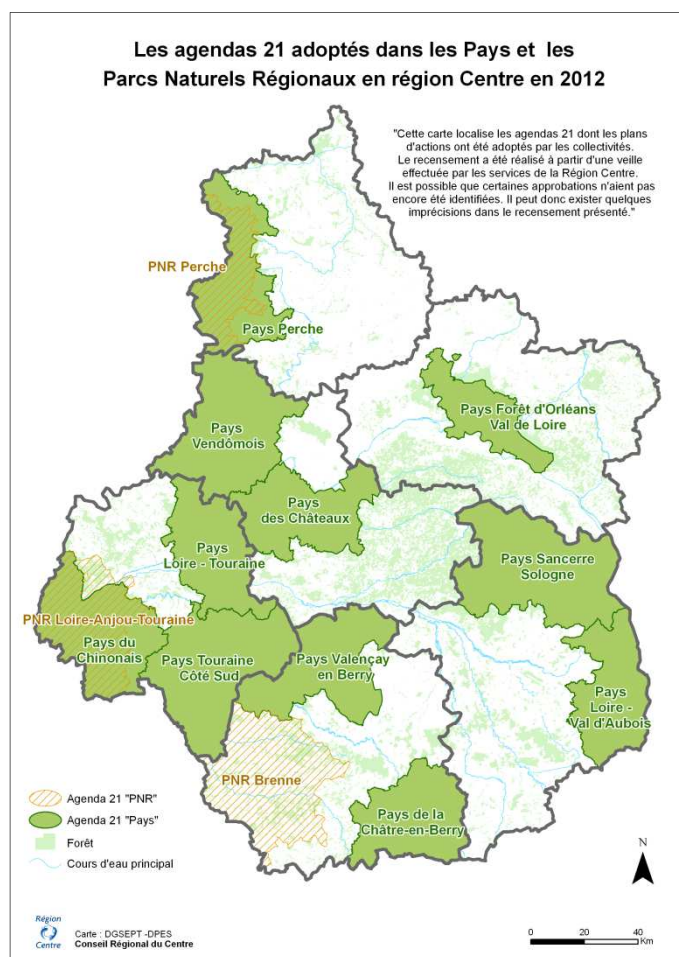 Les agendas 21 adoptés dans les Pays et les
Parcs Naturels Régionaux en région Centre en 2012
"Cette carte localise les agendas 21 dont les plans
d'actions ont été adoptés par les collectivités.
Le recensement a été réalisé à partir d'une veille
effectuée par les services de la Région Centre.
Il est possible que certaines approbations n'aient pas
encore été identifiées. Il peut donc exister quelques
imprécisions dans le recensement présenté."
PNR Perche
Pays Perche
Pays
Vendômois
Pays Forêt d'Orléans
Val de Loire
Pays
des Châteaux
Pays
Loire - Touraine
Pays Sancerre
Sologne
PNR Loire-Anjou-Touraine
Pays du
Chinonais
Pays Touraine
Côté Sud
Pays Valençay
en Berry
Pays
Loire -
Val d'Aubois
PNR Brenne
Pays de la
Châtre-en-Berry
Agenda 21 "PNR"
Agenda 21 "Pays"
Forêt
Cours d'eau principal
N
Région
Centre
Carte : DGSEPT -DPES
Conseil Régional du Centre
0 20 40
Km